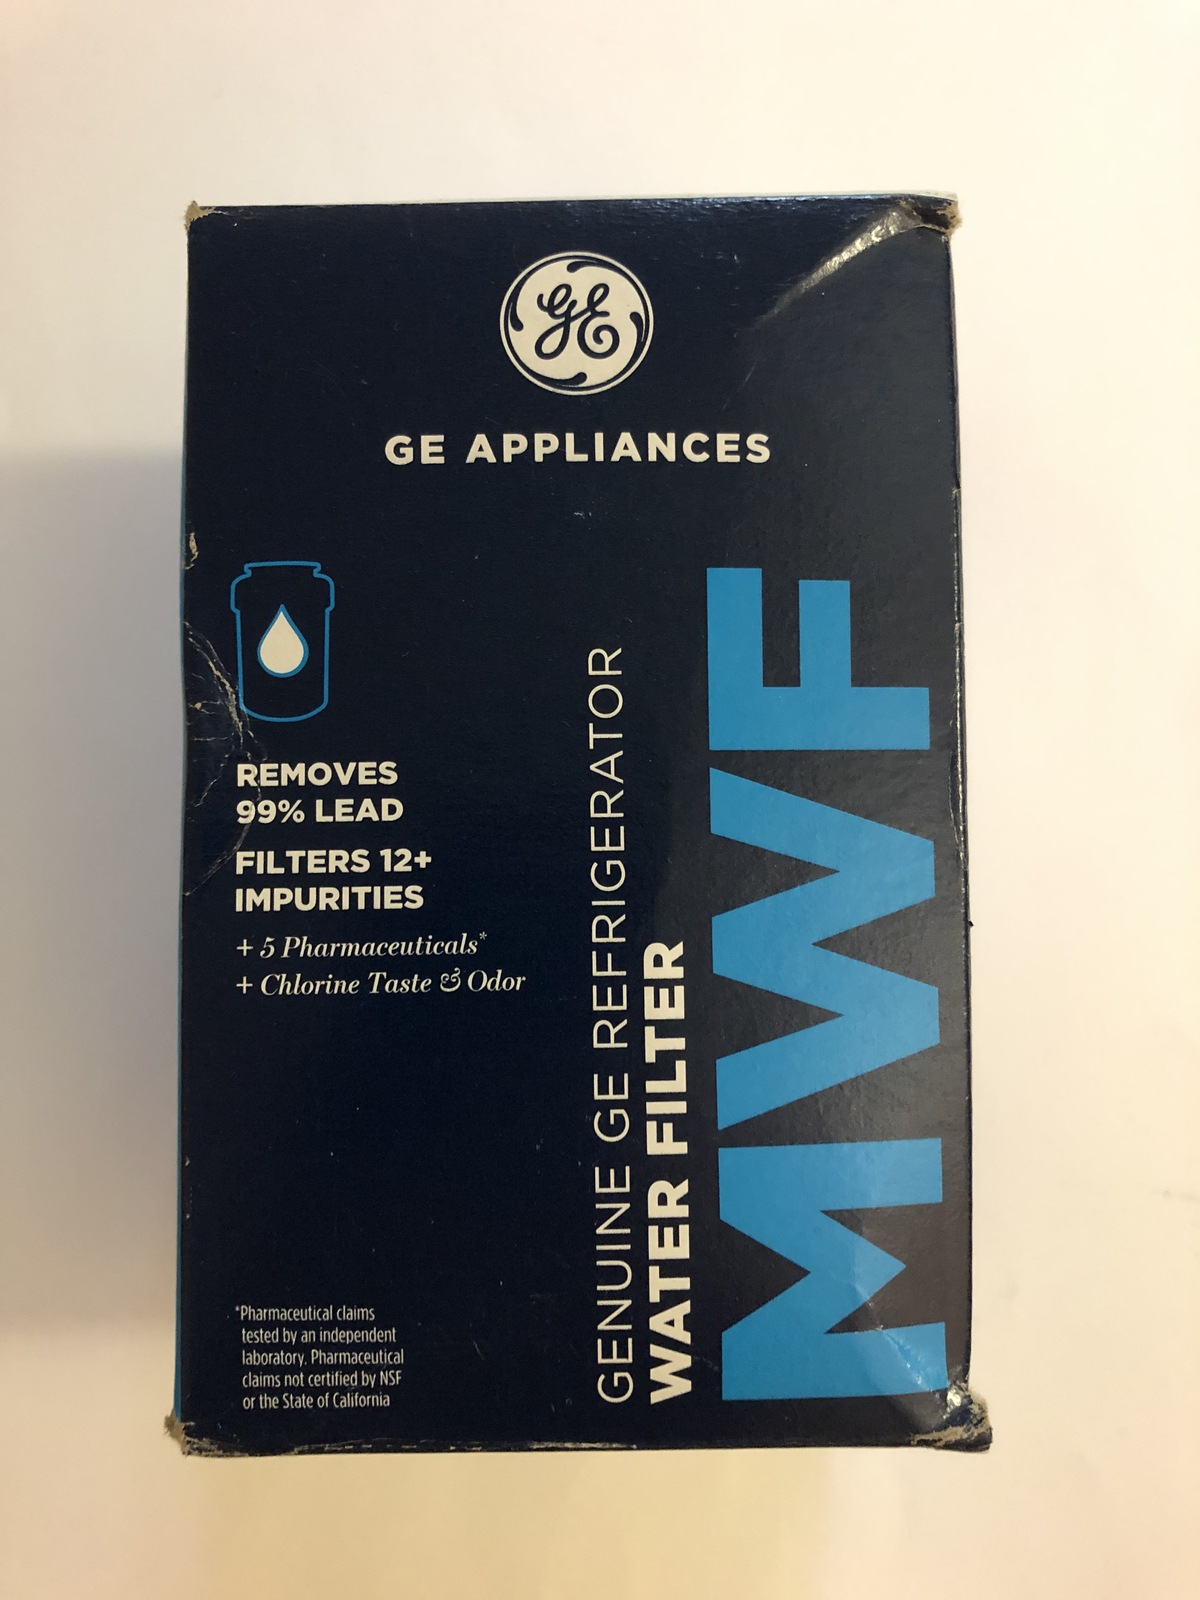 GE
GE APPLIANCES
REMOVES
99% LEAD
FILTERS 12+
IMPURITIES
+ 5 Pharmaceuticals*
+ Chlorine Taste & Odor
*Pharmaceutical claims
tested by an independent
laboratory. Pharmaceutical
claims not certified by NSF
or the State of California
GENUINE GE REFRIGERATOR
WATER FILTER
MWF